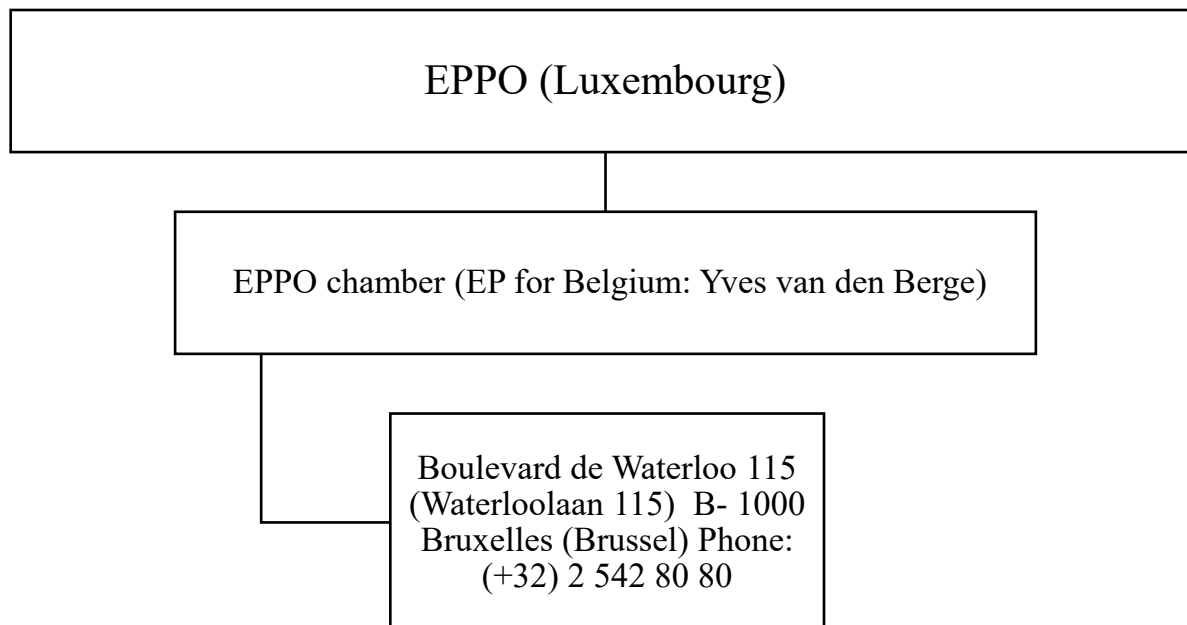 EPPO (Luxembourg)
EPPO chamber (EP for Belgium: Yves van den Berge)
Boulevard de Waterloo 115
(Waterloolaan 115)  B- 1000
Bruxelles (Brussel) Phone:
(+32) 2 542 80 80